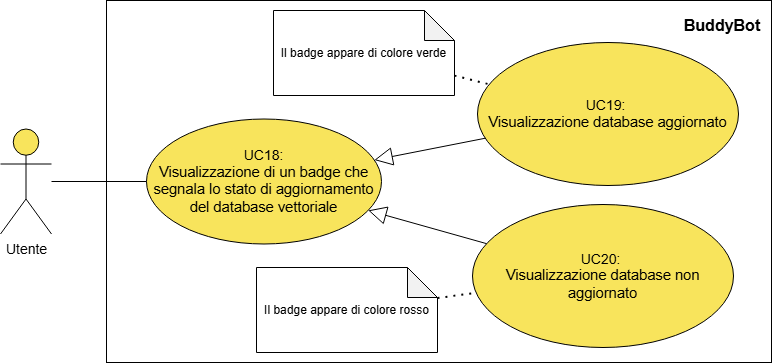 BuddyBot
Il badge appare di colore verde
UC19:
Visualizzazione database aggiornato
UC18:
Visualizzazione di un badge che
segnala lo stato di aggiornamento
del database vettoriale
Utente
UC20:
Visualizzazione database non
aggiornato
Il badge appare di colore rosso